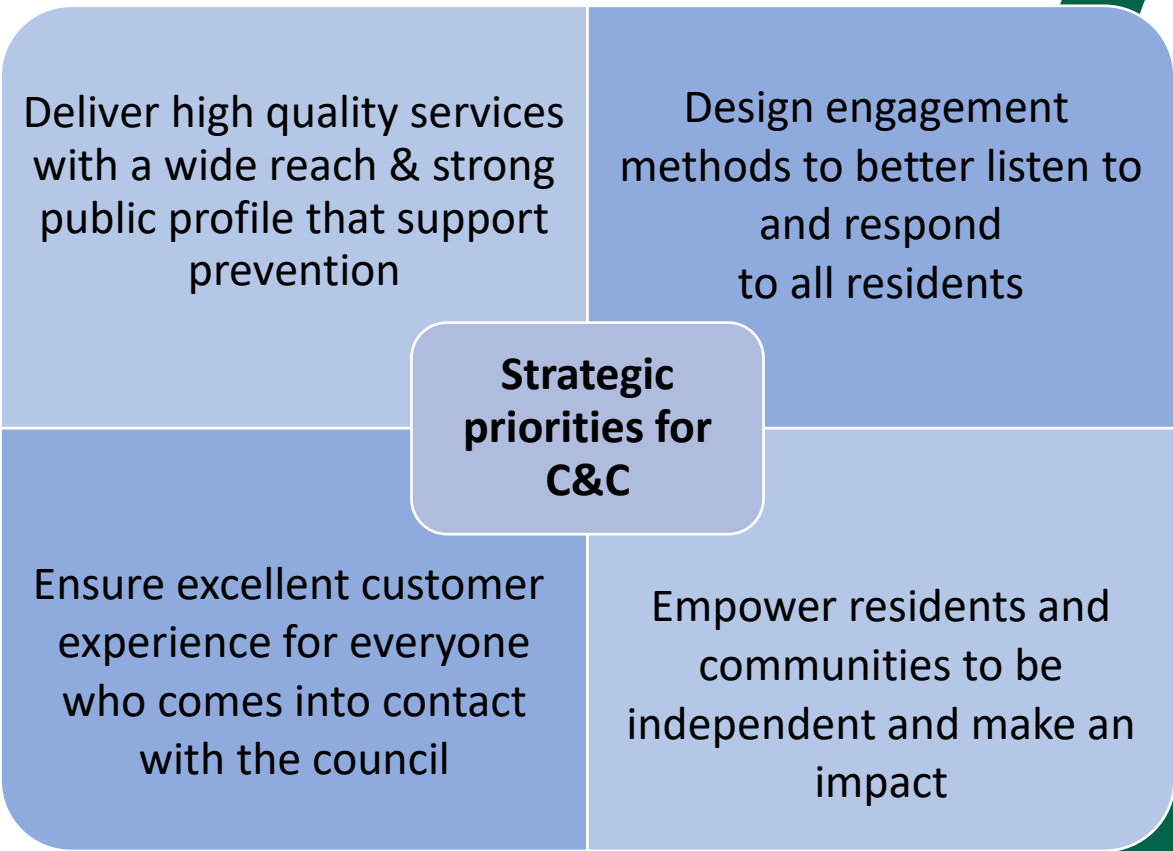 Deliver high quality services
with a wide reach & strong
public profile that support
prevention
Design engagement
methods to better listen to
and respond
to all residents
Strategic
priorities for
C&C
Ensure excellent customer
experience for everyone
who comes into contact
with the council
Empower residents and
communities to be
independent and make an
impact